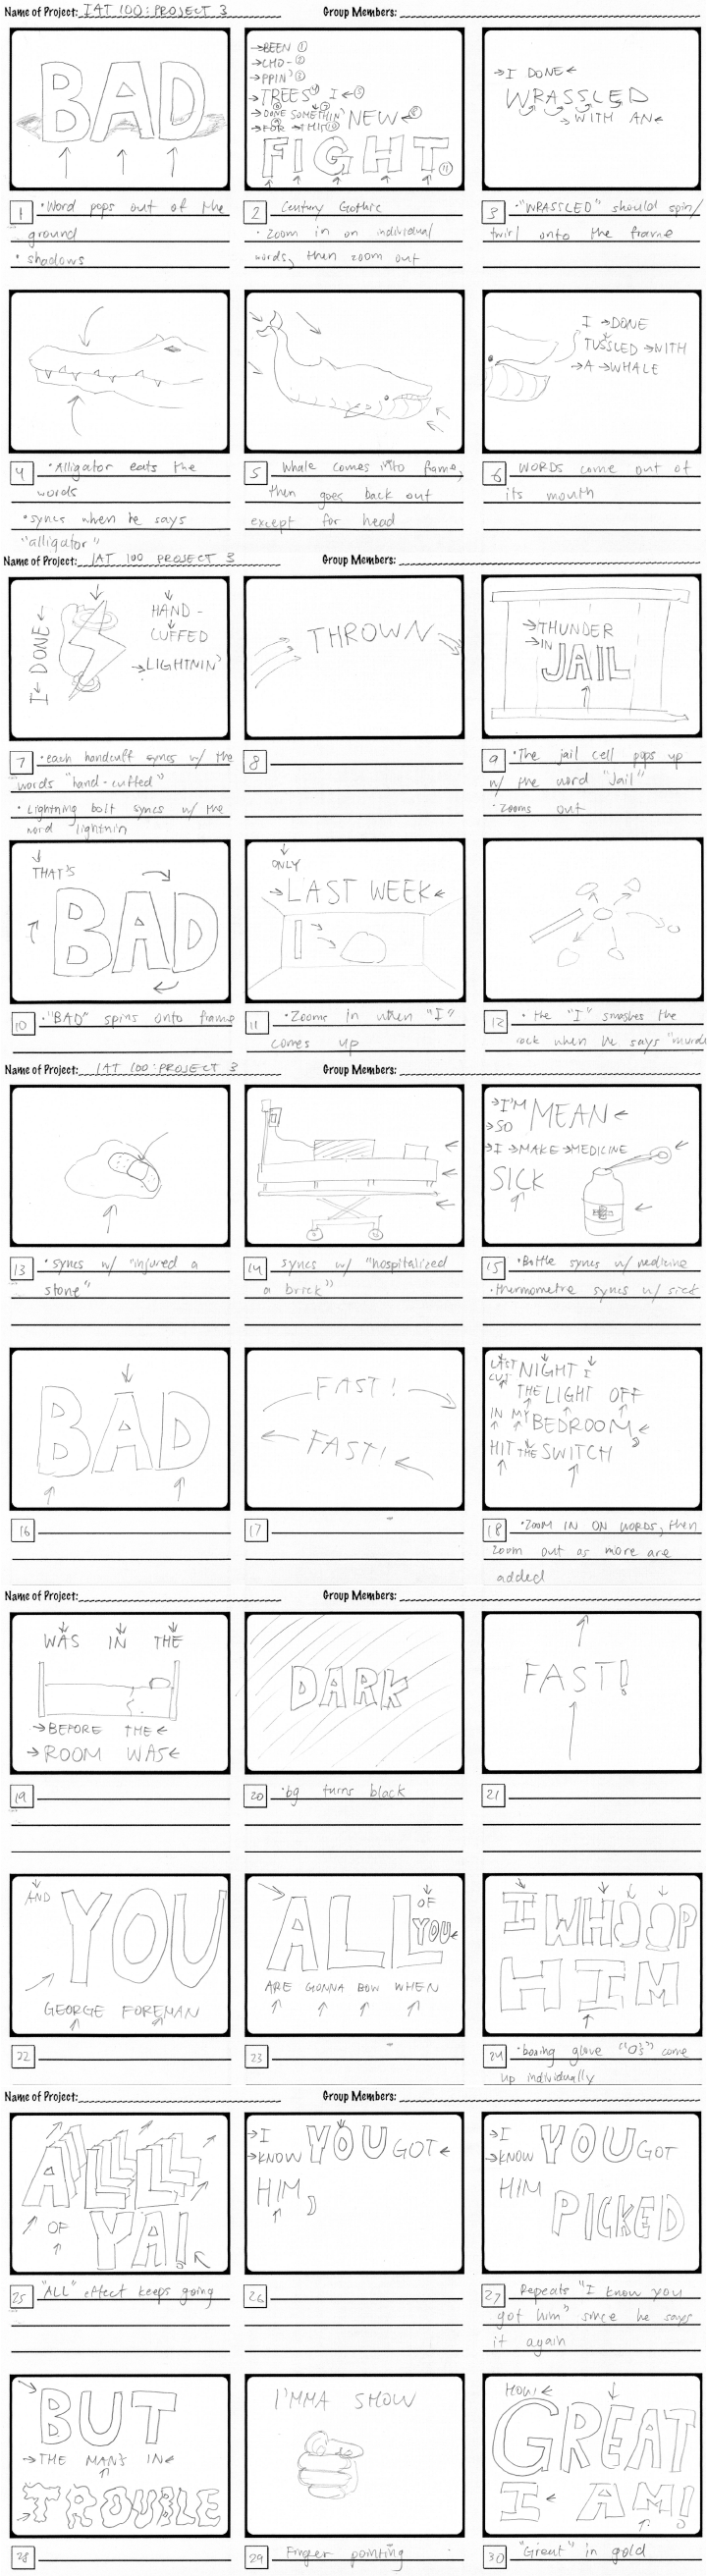 Name of Project: IAT 100: PROJECT 3 Group Members:
BAD
1 • Word pops out of the
ground
• shadows
→BEEN ①
→CHO- ②
→PPIN' ③
→TREES ④ I ← ⑤
→DONE SOMETHIN' NEW ← ⑧
→FOR →THIS ⑩
FIGHT ⑪
2 Century Gothic
• Zoom in on individual
words, then zoom out
→I DONE←
WRASSLED
→ WITH AN←
3 • "WRASSLED" should spin/
twirl onto the frame
4 • Alligator eats the
words
• syncs when he says
"alligator"
5 Whale comes into frame,
then goes back out
except for head
I →DONE
TUSSLED →WITH
→A →WHALE
6 WORDS come out of
its mouth
Name of Project: IAT 100 PROJECT 3 Group Members:
I← DONE←
HAND-
CUFFED
→LIGHTNIN'
7 • each handcuff syncs w/ the
words "hand-cuffed"
• Lightning bolt syncs w/ the
word lightnin
THROWN
8
→THUNDER
→IN
JAIL
9 • The jail cell pops up
w/ the word "Jail"
• Zooms out
THAT'S
BAD
10 • "BAD" spins onto frame
ONLY
→LAST WEEK←
11 • Zooms in when "I"
comes up
12 • the "I" smashes the
rock when he says "murde
Name of Project: IAT 100: PROJECT 3 Group Members:
13 • syncs w/ "injured a
stone"
14 syncs w/ "hospitalized
a brick"
→I'M MEAN←
→SO
→I →MAKE →MEDICINE
SICK
15 • Bottle syncs w/ medicine
• thermometre syncs w/ sick
BAD
16
FAST!
FAST!
17
LAST NIGHT I
CUT THE LIGHT OFF
IN MY BEDROOM,←
HIT THE SWITCH
18 • ZOOM IN ON WORDS, then
zoom out as more are
added
Name of Project: Group Members:
WAS IN THE
→BEFORE THE←
→ROOM WAS←
19
DARK
20 • bg turns black
FAST!
21
AND YOU
GEORGE FOREMAN
22
ALL OF
YOU←
ARE GONNA BOW WHEN
23
I WHOOP
HIM
24 • boxing glove "O's" come
up individually
Name of Project: Group Members:
ALL
OF YA!
25 "ALL" effect keeps going
→I
→KNOW YOU GOT←
HIM,
26
→I
→KNOW YOU GOT
HIM
PICKED
27 Repeats "I know you
got him" since he says
it again
BUT
→THE MAN'S IN←
TROUBLE
28
I'MMA SHOW
29 Finger pointing
HOW←
GREAT
I ← AM!
30 "Great" in gold